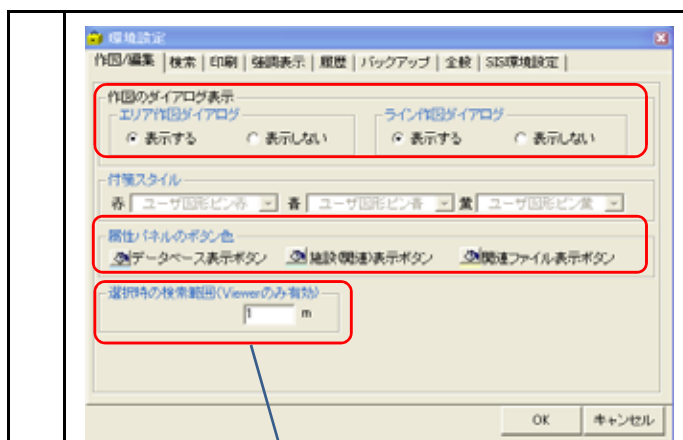 環境設定
作図/編集 検索 印刷 強調表示 履歴 バックアップ 全般 SIS環境設定
作図のダイアログ表示
エリア作図ダイアログ ライン作図ダイアログ
表示する 表示しない 表示する 表示しない
付箋スタイル
赤 ユーザ図形ピン赤 青 ユーザ図形ピン青 黄 ユーザ図形ピン黄
属性パネルのボタン色
データベース表示ボタン 施設(関連)表示ボタン 関連ファイル表示ボタン
選択時の検索範囲(Viewerのみ有効)
1 m
OK キャンセル